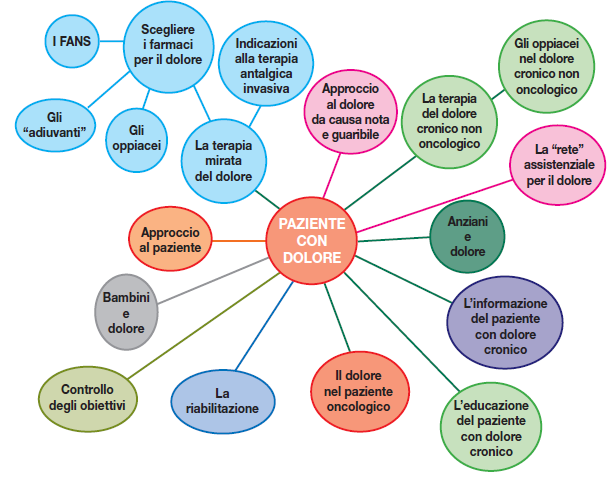 I FANS
Scegliere
i farmaci
per il dolore
Indicazioni
alla terapia
antalgica
invasiva
Gli oppiacei
nel dolore
cronico non
oncologico
Approccio
al dolore
da causa nota
e guaribile
La terapia
del dolore
cronico non
oncologico
Gli
“adiuvanti”
Gli
oppiacei
La terapia
mirata
del dolore
La “rete”
assistenziale
per il dolore
PAZIENTE
CON
DOLORE
Approccio
al paziente
Anziani
e
dolore
Bambini
e
dolore
L’informazione
del paziente
con dolore
cronico
Controllo
degli obiettivi
La
riabilitazione
Il dolore
nel paziente
oncologico
L’educazione
del paziente
con dolore
cronico